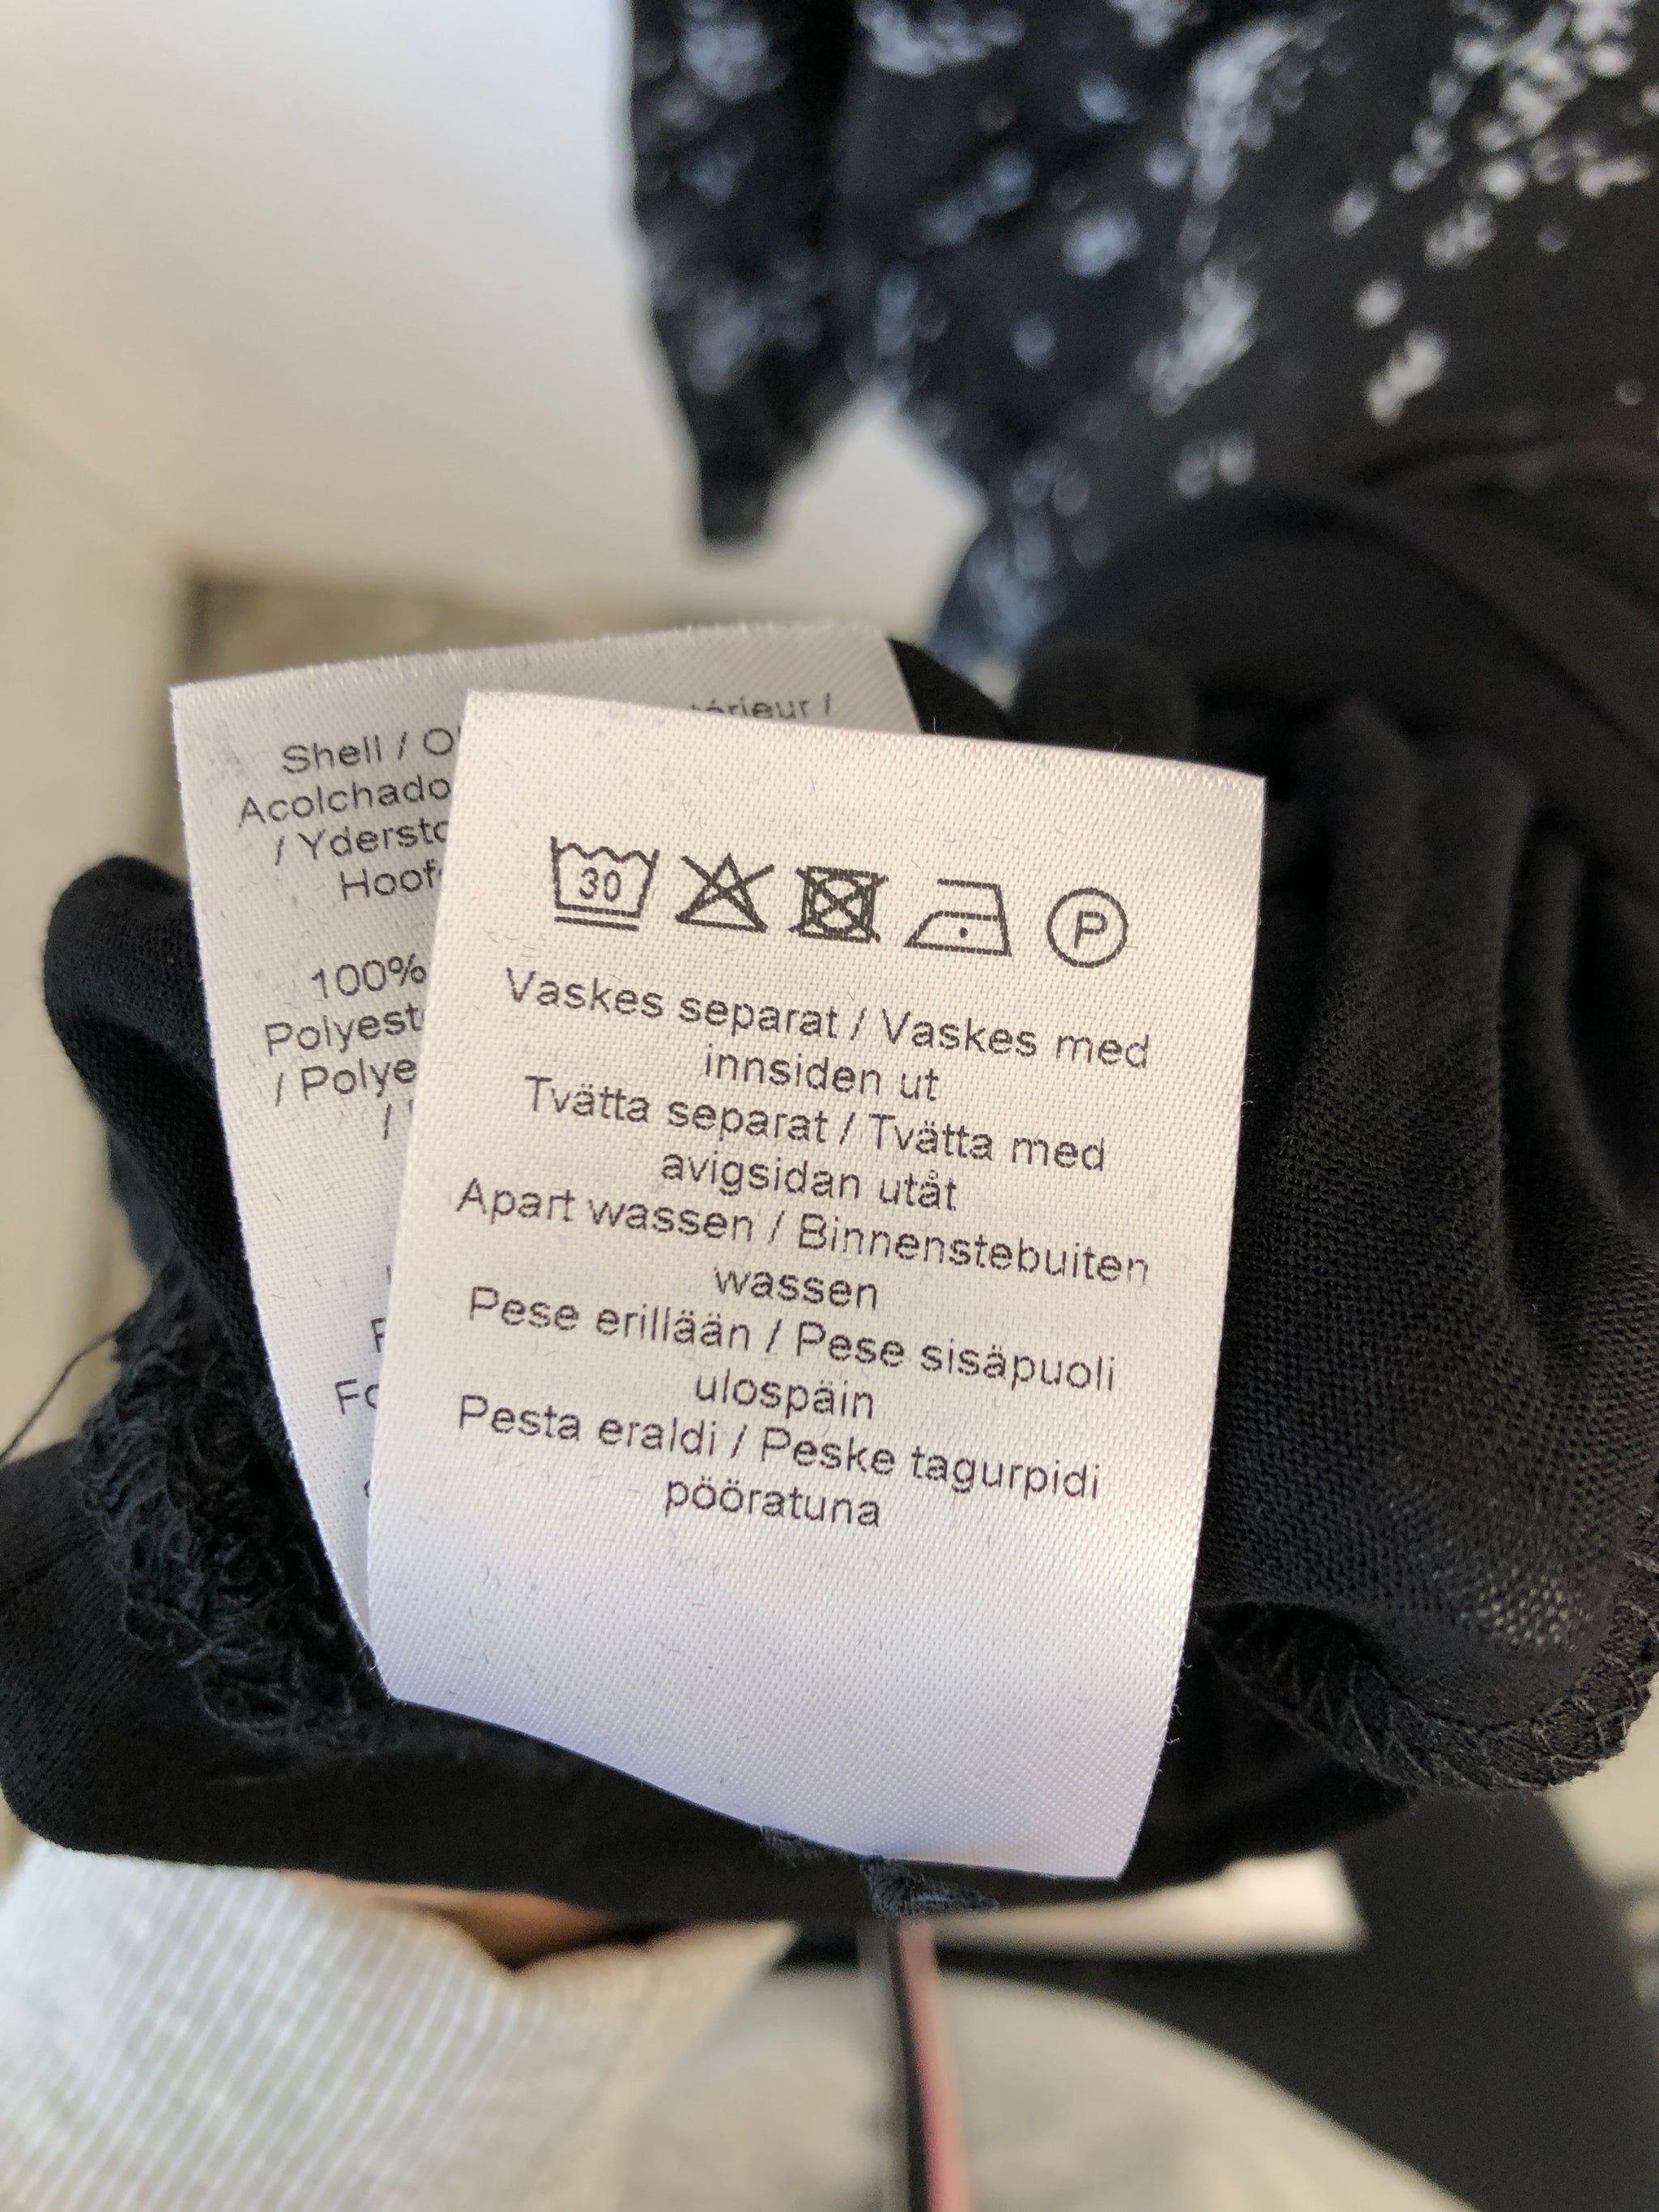 térieur /
Shell /
Acolchado
/
100%
/
30
P
Vaskes separat / Vaskes med
innsiden ut
Tvätta separat / Tvätta med
avigsidan utåt
Apart wassen / Binnenstebuiten
wassen
Pese erillään / Pese sisäpuoli
ulospäin
Pesta eraldi / Peske tagurpidi
pööratuna